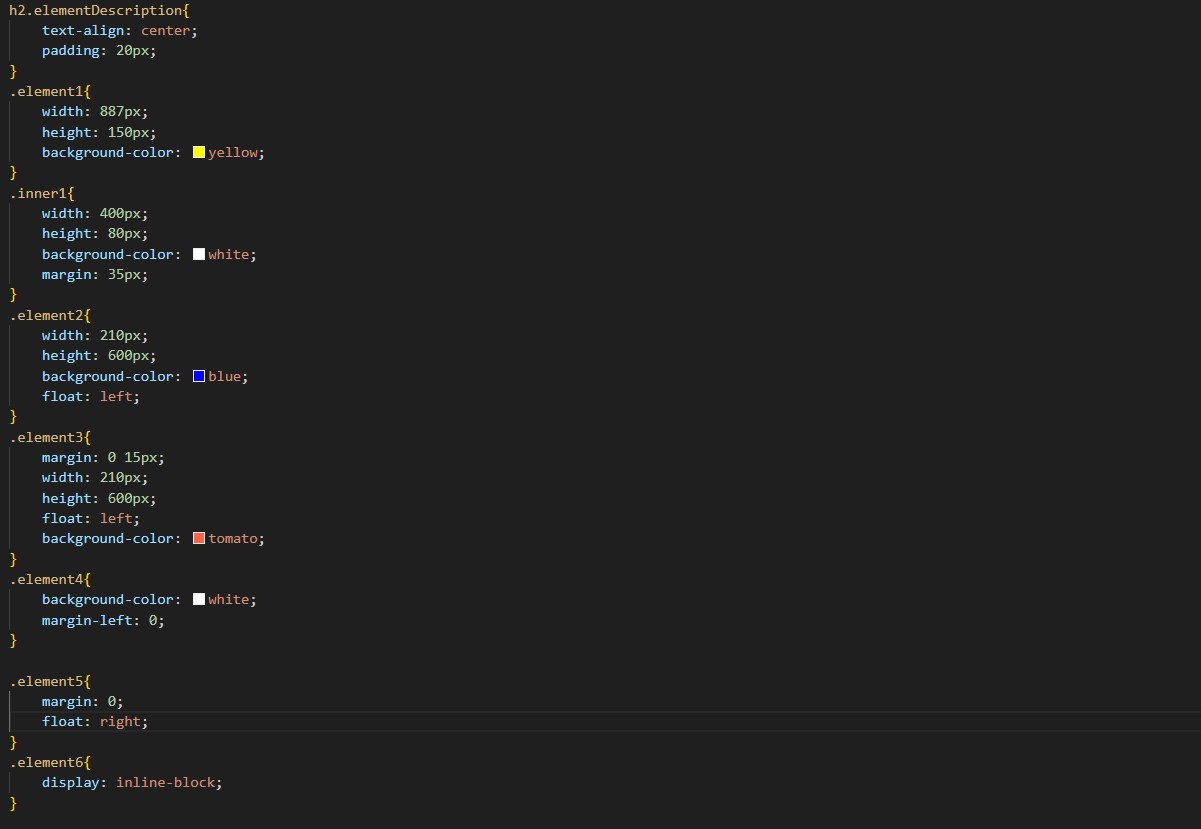 h2.elementDescription{
    text-align: center;
    padding: 20px;
}
.element1{
    width: 887px;
    height: 150px;
    background-color: yellow;
}
.inner1{
    width: 400px;
    height: 80px;
    background-color: white;
    margin: 35px;
}
.element2{
    width: 210px;
    height: 600px;
    background-color: blue;
    float: left;
}
.element3{
    margin: 0 15px;
    width: 210px;
    height: 600px;
    float: left;
    background-color: tomato;
}
.element4{
    background-color: white;
    margin-left: 0;
}

.element5{
    margin: 0;
    float: right;
}
.element6{
    display: inline-block;
}